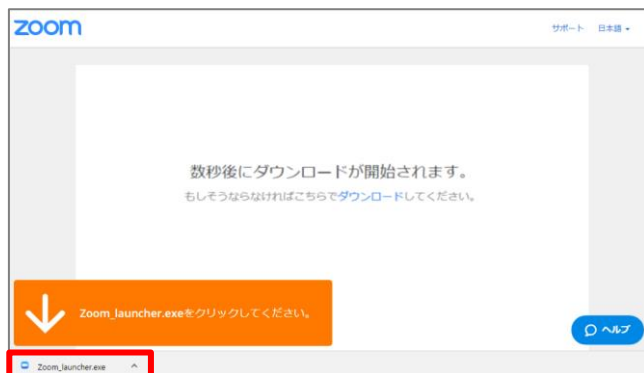 zoom
サポート 日本語
数秒後にダウンロードが開始されます。
もしそうならなければこちらでダウンロードしてください。
Zoom_launcher.exeをクリックしてください。
ヘルプ
Zoom_launcher.exe